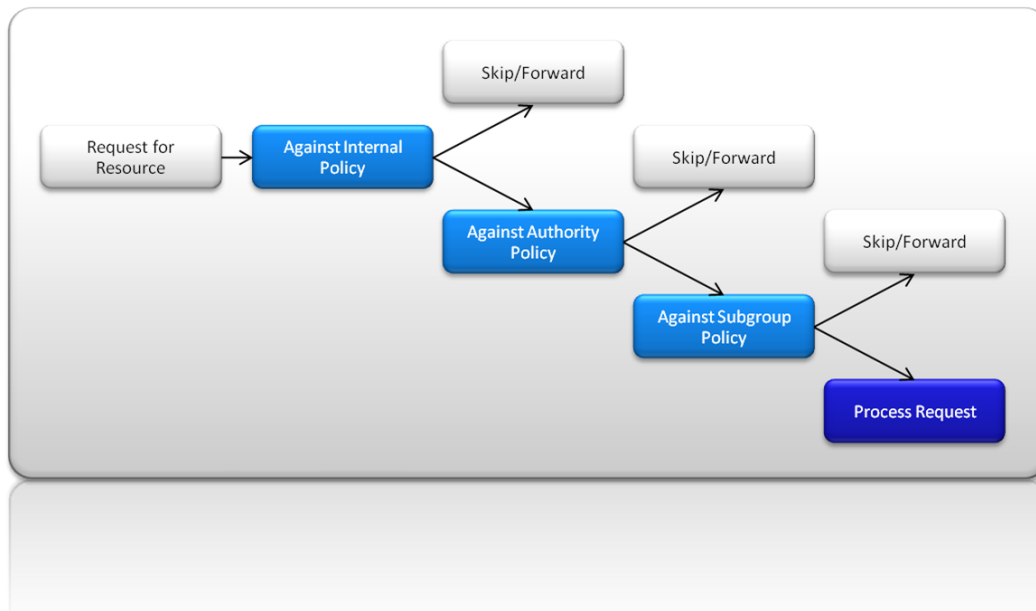 Skip/Forward
Request for
Resource
Against Internal
Policy
Skip/Forward
Against Authority
Policy
Skip/Forward
Against Subgroup
Policy
Process Request